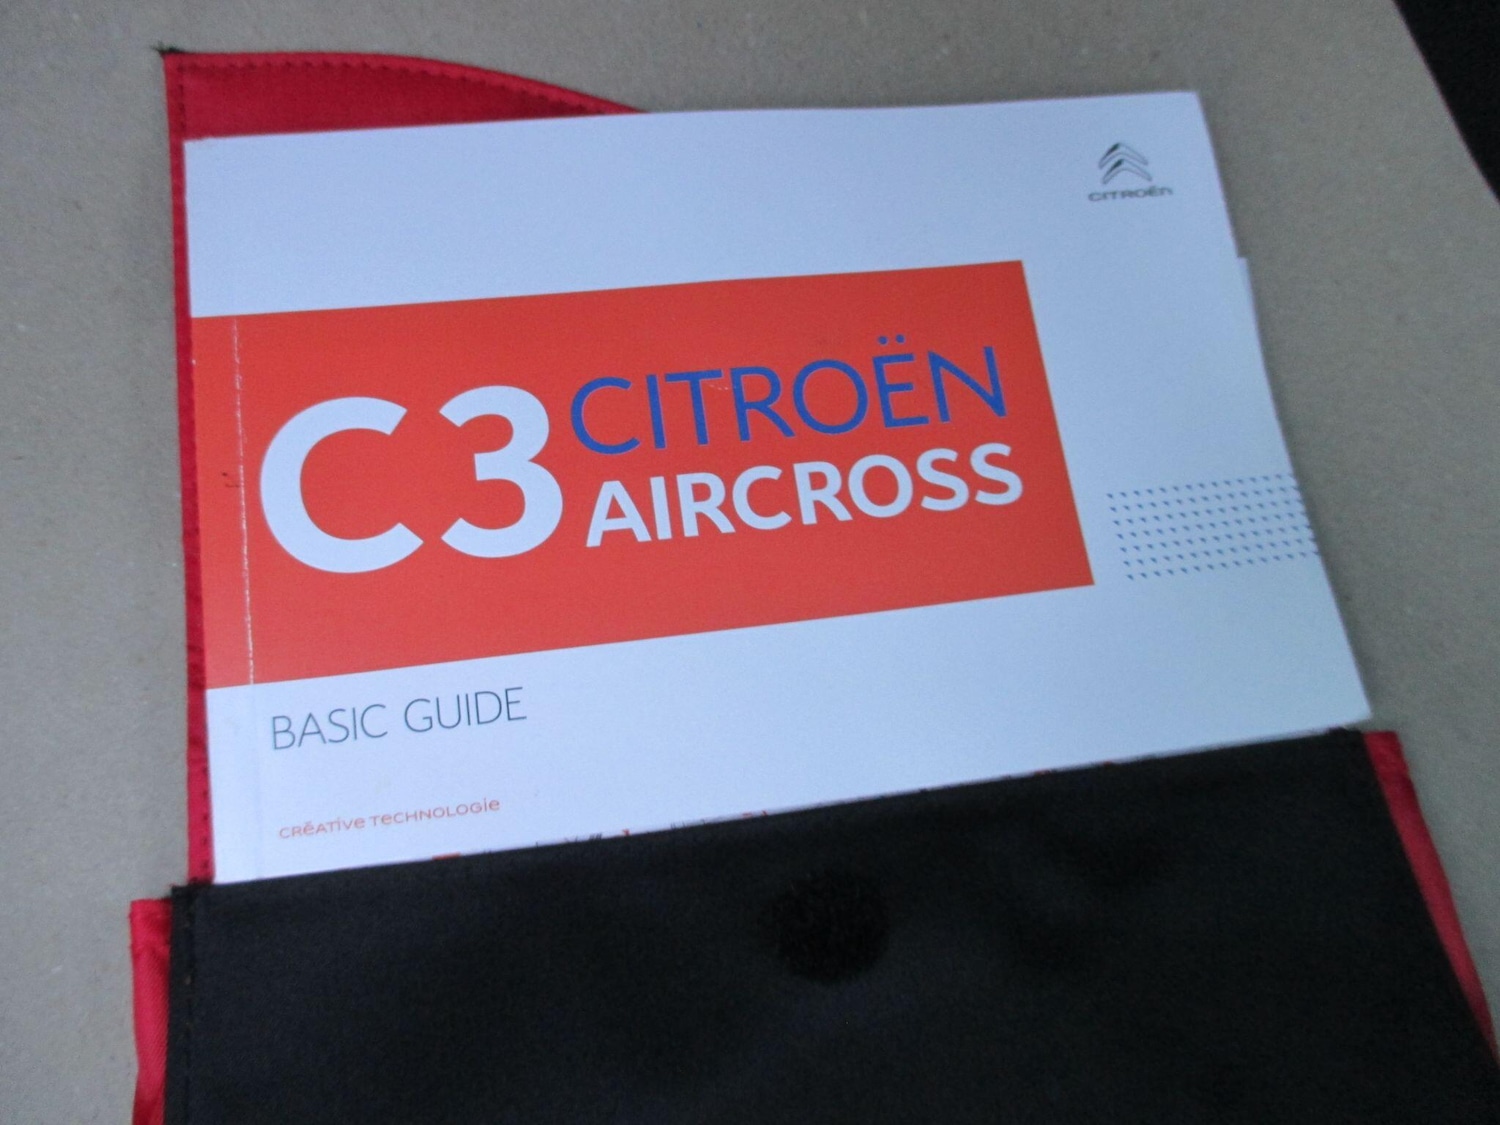 CITROËN
C3 CITROËN
AIRCROSS
BASIC GUIDE
CRÉATIVE TECHNOLOGIE